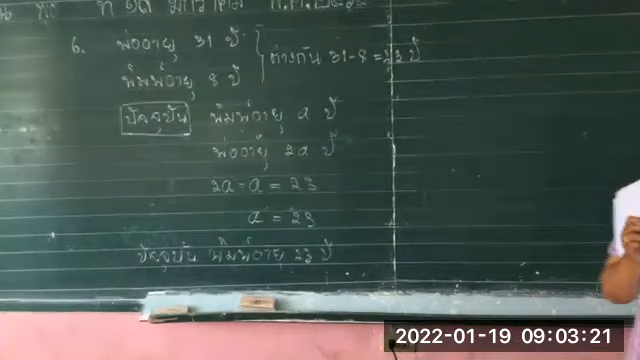 6. พ่ออายุ 31 ปี
พิมพ์อายุ 8 ปี
ต่างกัน 31-8 = 23 ปี
ปัจจุบัน พิมพ์อายุ a ปี
พ่ออายุ 2a ปี
2a-a = 23
a = 23
ปัจจุบัน พิมพ์อายุ 23 ปี
2022-01-19 09:03:21